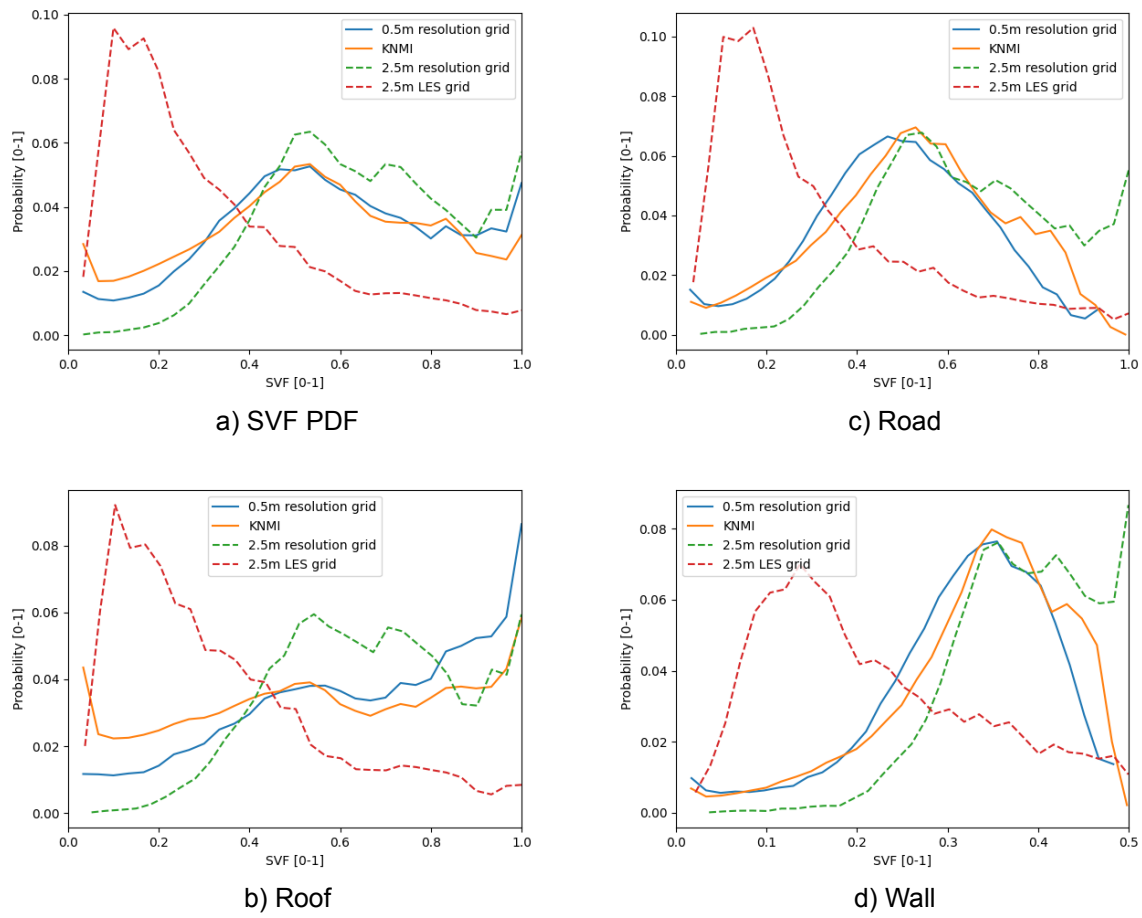 0.10
0.08
0.06
0.04
0.02
0.00
Probability [0-1]
0.5m resolution grid
KNMI
2.5m resolution grid
2.5m LES grid
0.0 0.2 0.4 0.6 0.8 1.0
SVF [0-1]
a) SVF PDF
0.10
0.08
0.06
0.04
0.02
0.00
Probability [0-1]
0.5m resolution grid
KNMI
2.5m resolution grid
2.5m LES grid
0.0 0.2 0.4 0.6 0.8 1.0
SVF [0-1]
c) Road
0.08
0.06
0.04
0.02
0.00
Probability [0-1]
0.5m resolution grid
KNMI
2.5m resolution grid
2.5m LES grid
0.0 0.2 0.4 0.6 0.8 1.0
SVF [0-1]
b) Roof
0.08
0.06
0.04
0.02
0.00
Probability [0-1]
0.5m resolution grid
KNMI
2.5m resolution grid
2.5m LES grid
0.0 0.1 0.2 0.3 0.4 0.5
SVF [0-1]
d) Wall